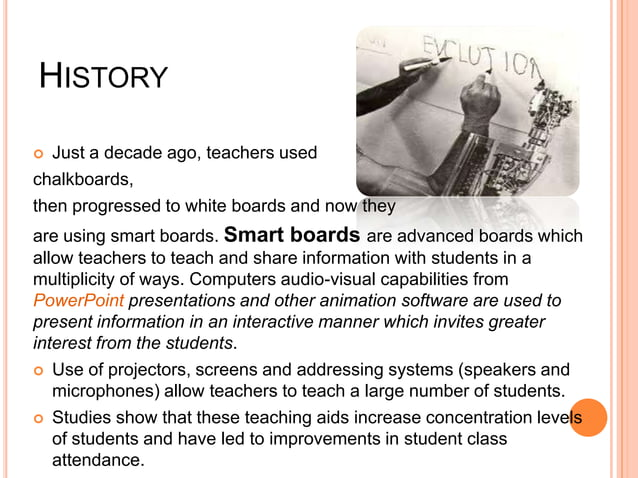 EVOLUTION
HISTORY
Just a decade ago, teachers used
chalkboards,
then progressed to white boards and now they
are using smart boards. Smart boards are advanced boards which
allow teachers to teach and share information with students in a
multiplicity of ways. Computers audio-visual capabilities from
PowerPoint presentations and other animation software are used to
present information in an interactive manner which invites greater
interest from the students.
Use of projectors, screens and addressing systems (speakers and
microphones) allow teachers to teach a large number of students.
Studies show that these teaching aids increase concentration levels
of students and have led to improvements in student class
attendance.